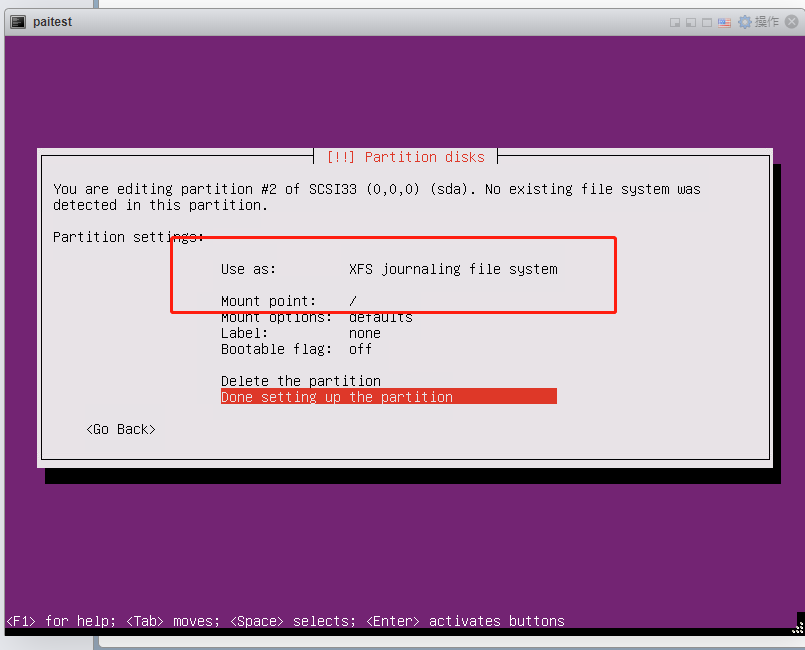 paitest
操作
[!!] Partition disks
You are editing partition #2 of SCSI33 (0,0,0) (sda). No existing file system was
detected in this partition.
Partition settings:
Use as: XFS journaling file system
Mount point: /
Mount options: defaults
Label: none
Bootable flag: off
Delete the partition
Done setting up the partition
<Go Back>
<F1> for help; <Tab> moves; <Space> selects; <Enter> activates buttons